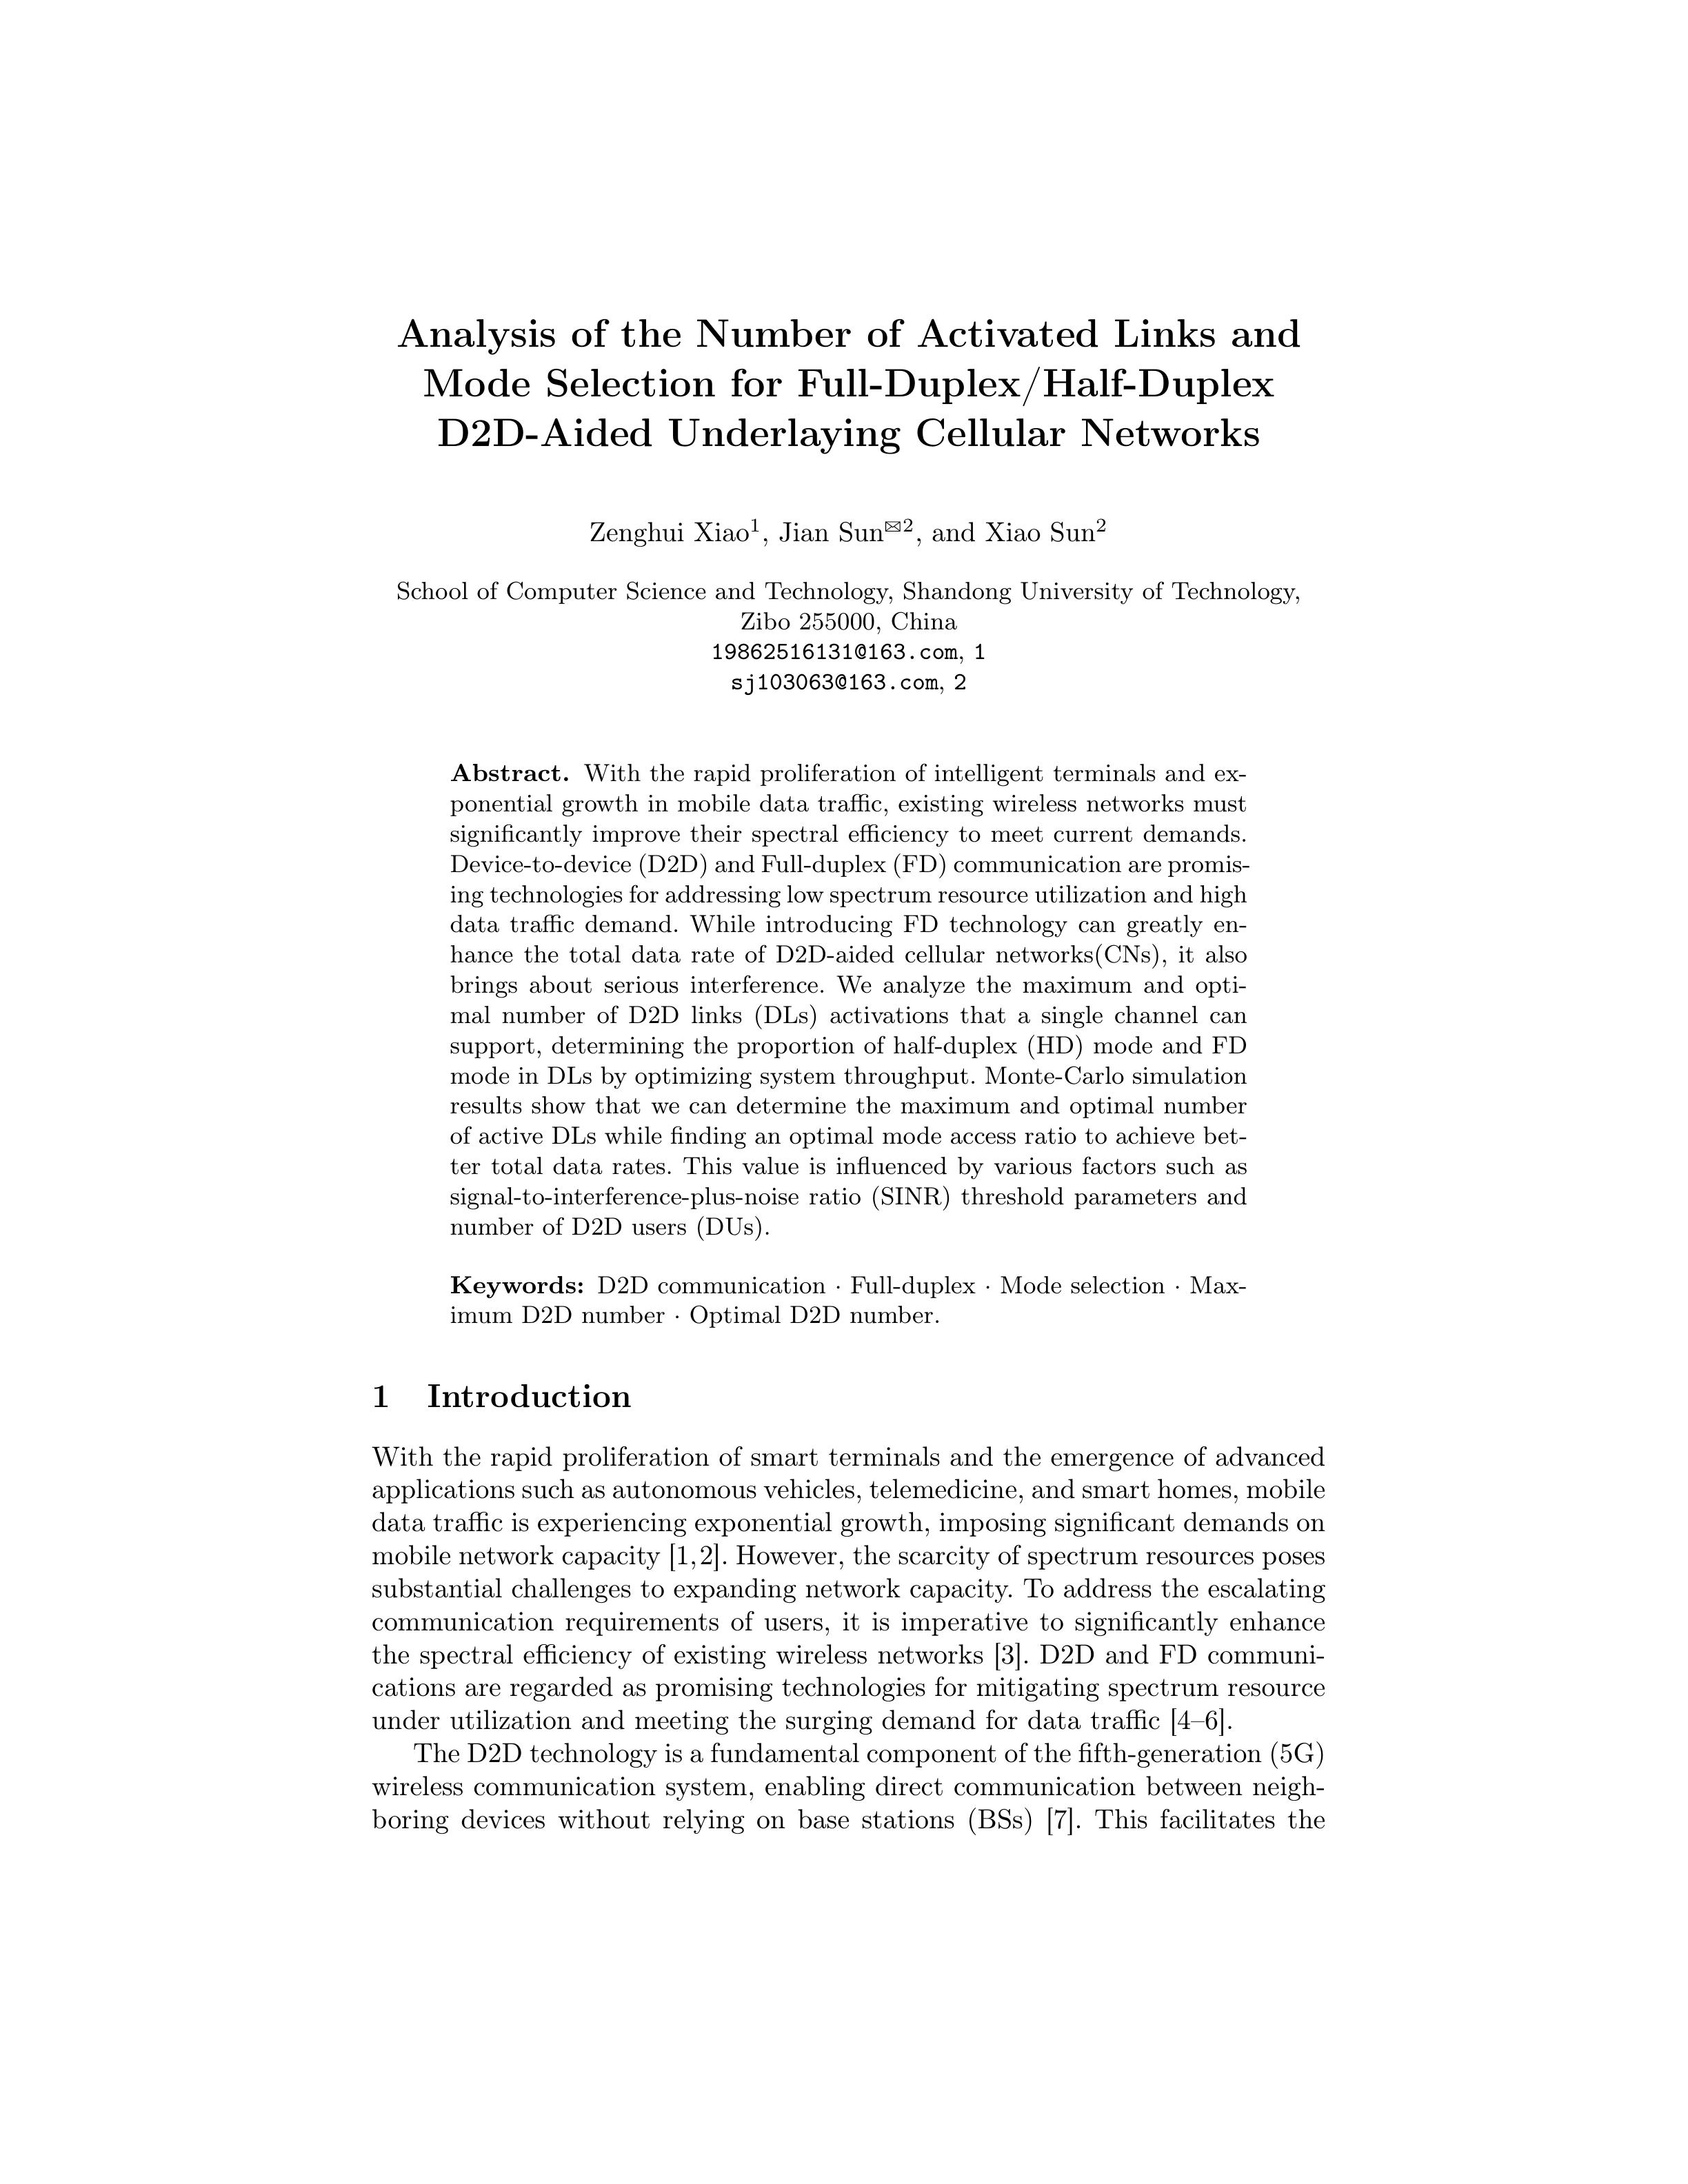 Analysis of the Number of Activated Links and
Mode Selection for Full-Duplex/Half-Duplex
D2D-Aided Underlaying Cellular Networks
Zenghui Xiao1, Jian Sun✉2, and Xiao Sun2
School of Computer Science and Technology, Shandong University of Technology,
Zibo 255000, China
19862516131@163.com, 1
sj103063@163.com, 2
Abstract. With the rapid proliferation of intelligent terminals and ex-
ponential growth in mobile data traffic, existing wireless networks must
significantly improve their spectral efficiency to meet current demands.
Device-to-device (D2D) and Full-duplex (FD) communication are promis-
ing technologies for addressing low spectrum resource utilization and high
data traffic demand. While introducing FD technology can greatly en-
hance the total data rate of D2D-aided cellular networks(CNs), it also
brings about serious interference. We analyze the maximum and opti-
mal number of D2D links (DLs) activations that a single channel can
support, determining the proportion of half-duplex (HD) mode and FD
mode in DLs by optimizing system throughput. Monte-Carlo simulation
results show that we can determine the maximum and optimal number
of active DLs while finding an optimal mode access ratio to achieve bet-
ter total data rates. This value is influenced by various factors such as
signal-to-interference-plus-noise ratio (SINR) threshold parameters and
number of D2D users (DUs).
Keywords: D2D communication · Full-duplex · Mode selection · Max-
imum D2D number · Optimal D2D number.
1 Introduction
With the rapid proliferation of smart terminals and the emergence of advanced
applications such as autonomous vehicles, telemedicine, and smart homes, mobile
data traffic is experiencing exponential growth, imposing significant demands on
mobile network capacity [1,2]. However, the scarcity of spectrum resources poses
substantial challenges to expanding network capacity. To address the escalating
communication requirements of users, it is imperative to significantly enhance
the spectral efficiency of existing wireless networks [3]. D2D and FD communi-
cations are regarded as promising technologies for mitigating spectrum resource
under utilization and meeting the surging demand for data traffic [4–6].
The D2D technology is a fundamental component of the fifth-generation (5G)
wireless communication system, enabling direct communication between neigh-
boring devices without relying on base stations (BSs) [7]. This facilitates the